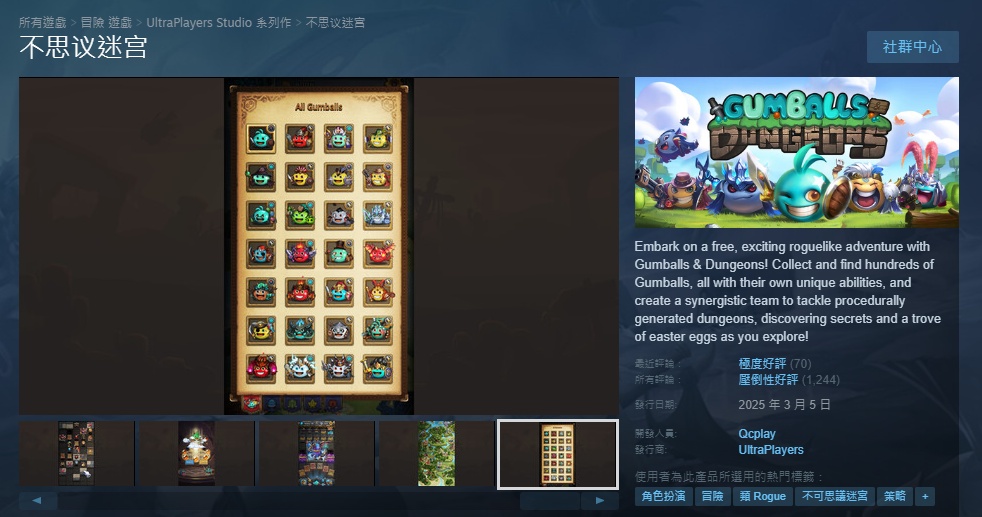 所有遊戲 > 冒險 遊戲 > UltraPlayers Studio 系列作 > 不思议迷宫
不思议迷宫
社群中心
All Gumballs
GUMBALLS
DUNGEONS
Embark on a free, exciting roguelike adventure with
Gumballs & Dungeons! Collect and find hundreds of
Gumballs, all with their own unique abilities, and
create a synergistic team to tackle procedurally
generated dungeons, discovering secrets and a trove
of easter eggs as you explore!
最近評論： 極度好評 (70)
所有評論： 壓倒性好評 (1,244)
發行日期: 2025 年 3 月 5 日
開發人員: Qcplay
發行商: UltraPlayers
使用者為此產品所選用的熱門標籤：
角色扮演 冒險 類 Rogue 不可思議迷宮 策略 +